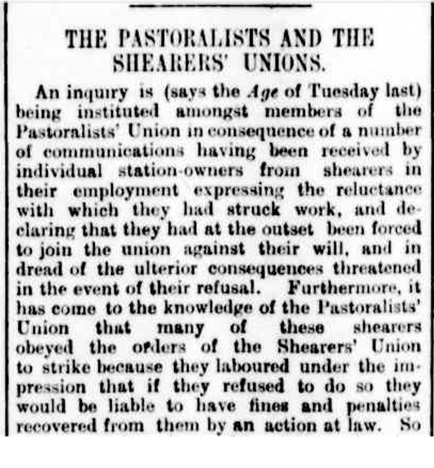 THE PASTORALISTS AND THE
SHEARERS' UNIONS.
An inquiry is (says the Age of Tuesday last)
being instituted amongst members of the
Pastoralists' Union in consequence of a number
of communications having been received by
individual station-owners from shearers in
their employment expressing the reluctance
with which they had struck work, and de-
claring that they had at the outset been forced
to join the union against their will, and in
dread of the ulterior consequences threatened
in the event of their refusal. Furthermore, it
has come to the knowledge of the Pastoralists'
Union that many of these shearers
obeyed the orders of the Shearers' Union
to strike because they laboured under the im-
pression that if they refused to do so they
would be liable to have fines and penalties
recovered from them by an action at law. So